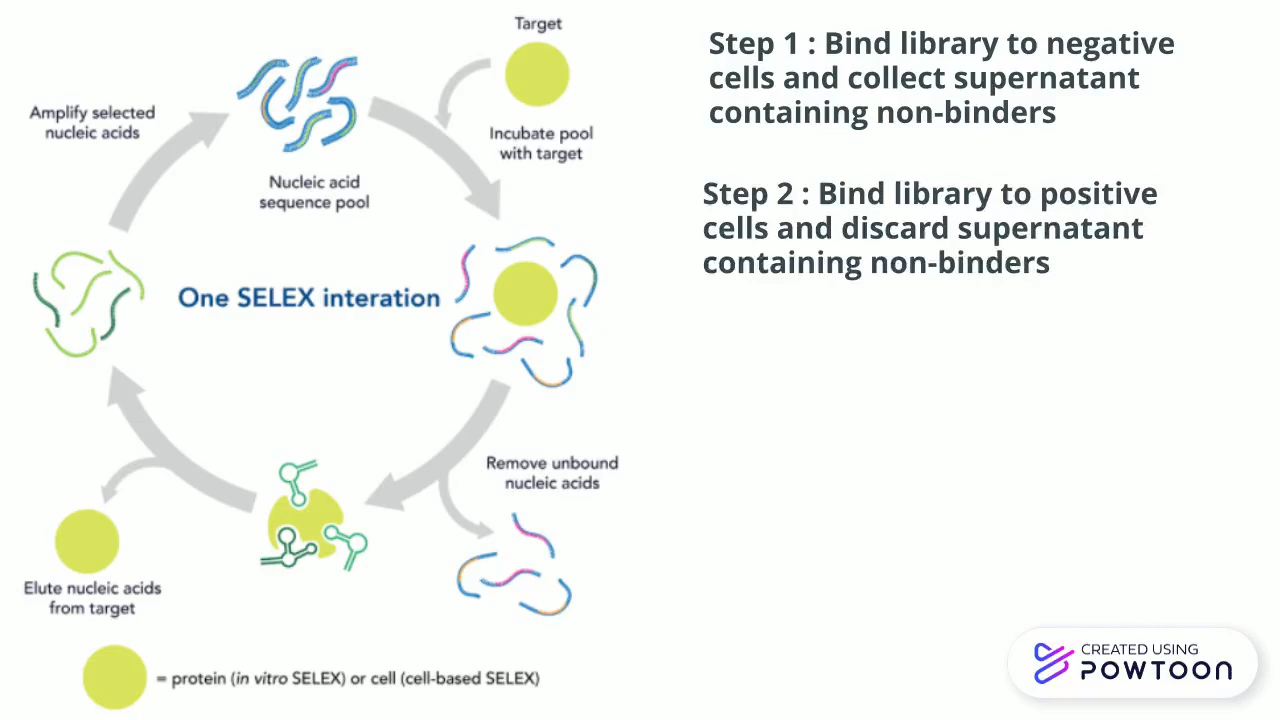 Target
Step 1 : Bind library to negative
cells and collect supernatant
containing non-binders
Amplify selected
nucleic acids
Incubate pool
with target
Nucleic acid
sequence pool
Step 2 : Bind library to positive
cells and discard supernatant
containing non-binders
One SELEX interation
Remove unbound
nucleic acids
Elute nucleic acids
from target
= protein (in vitro SELEX) or cell (cell-based SELEX)
CREATED USING
POWTOON